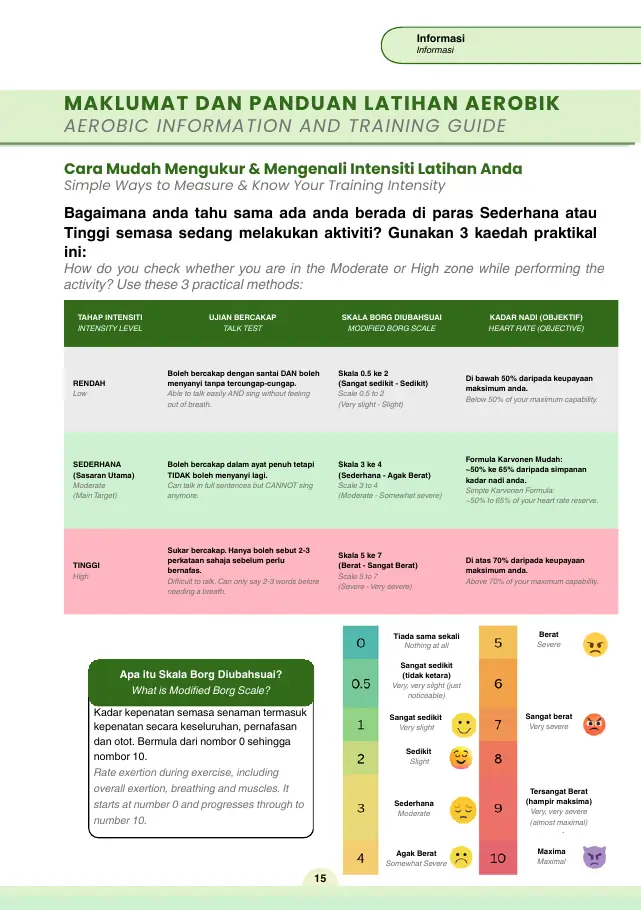 Informasi
Informasi
MAKLUMAT DAN PANDUAN LATIHAN AEROBIK
AEROBIC INFORMATION AND TRAINING GUIDE
Cara Mudah Mengukur & Mengenali Intensiti Latihan Anda
Simple Ways to Measure & Know Your Training Intensity
Bagaimana anda tahu sama ada anda berada di paras Sederhana atau
Tinggi semasa sedang melakukan aktiviti? Gunakan 3 kaedah praktikal
ini:
How do you check whether you are in the Moderate or High zone while performing the
activity? Use these 3 practical methods:
TAHAP INTENSITI
INTENSITY LEVEL
UJIAN BERCAKAP
TALK TEST
SKALA BORG DIUBAHSUAI
MODIFIED BORG SCALE
KADAR NADI (OBJEKTIF)
HEART RATE (OBJECTIVE)
RENDAH
Low
Boleh bercakap dengan santai DAN boleh
menyanyi tanpa tercungap-cungap.
Able to talk easily AND sing without feeling
out of breath.
Skala 0.5 ke 2
(Sangat sedikit - Sedikit)
Scale 0.5 to 2
(Very slight - Slight)
Di bawah 50% daripada keupayaan
maksimum anda.
Below 50% of your maximum capability.
SEDERHANA
(Sasaran Utama)
Moderate
(Main Target)
Boleh bercakap dalam ayat penuh tetapi
TIDAK boleh menyanyi lagi.
Can talk in full sentences but CANNOT sing
anymore.
Skala 3 ke 4
(Sederhana - Agak Berat)
Scale 3 to 4
(Moderate - Somewhat severe)
Formula Karvonen Mudah:
~50% ke 65% daripada simpanan
kadar nadi anda.
Simple Karvonen Formula:
~50% to 65% of your heart rate reserve.
TINGGI
High
Sukar bercakap. Hanya boleh sebut 2-3
perkataan sahaja sebelum perlu
bernafas.
Difficult to talk. Can only say 2-3 words before
needing a breath.
Skala 5 ke 7
(Berat - Sangat Berat)
Scale 5 to 7
(Severe - Very severe)
Di atas 70% daripada keupayaan
maksimum anda.
Above 70% of your maximum capability.
Apa itu Skala Borg Diubahsuai?
What is Modified Borg Scale?
Kadar kepenatan semasa senaman termasuk
kepenatan secara keseluruhan, pernafasan
dan otot. Bermula dari nombor 0 sehingga
nombor 10.
Rate exertion during exercise, including
overall exertion, breathing and muscles. It
starts at number 0 and progresses through to
number 10.
0
Tiada sama sekali
Nothing at all
0.5
Sangat sedikit
(tidak ketara)
Very, very slight (just
noticeable)
1
Sangat sedikit
Very slight
2
Sedikit
Slight
3
Sederhana
Moderate
4
Agak Berat
Somewhat Severe
5
Berat
Severe
6
7
Sangat berat
Very severe
8
9
Tersangat Berat
(hampir maksima)
Very, very severe
(almost maximal)
.
10
Maxima
Maximal
15